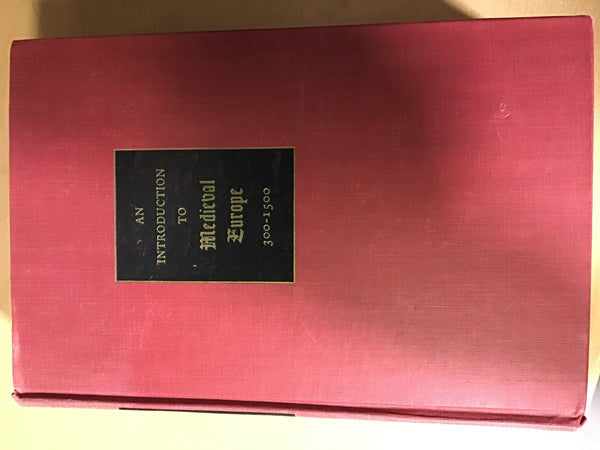 AN
INTRODUCTION
TO
Medieval
Europe
300-1500